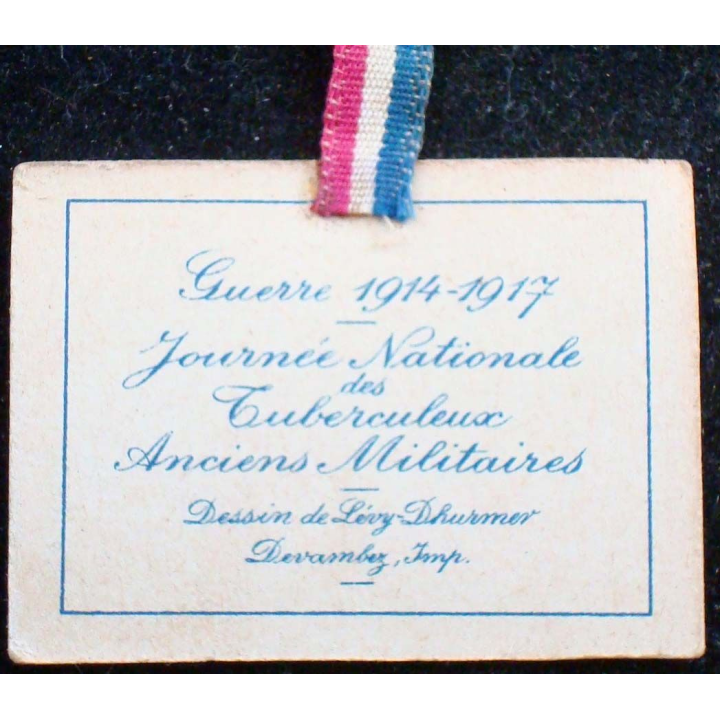 Guerre 1914-1917
Journée Nationale
des
Tuberculeux
Anciens Militaires
Dessin de Lévy-Dhurmer
Devambez, Imp.